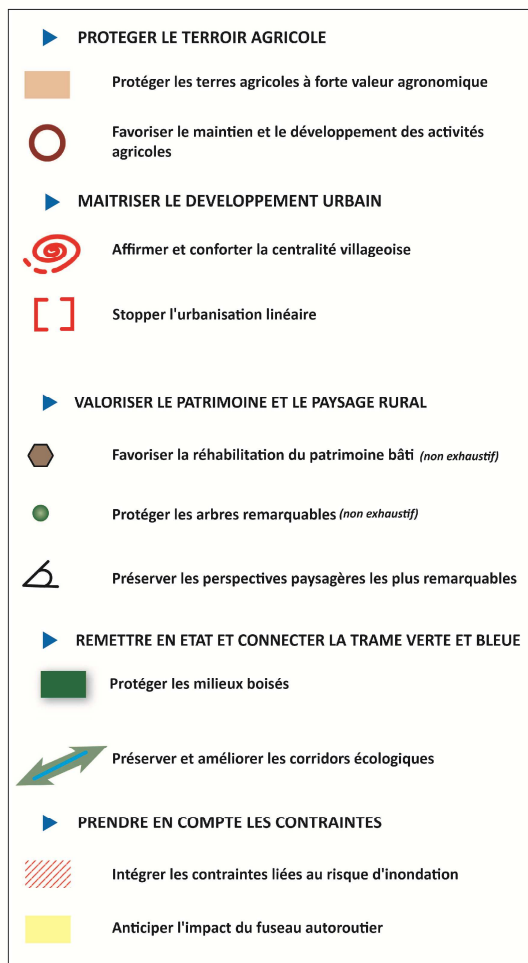 PROTEGER LE TERROIR AGRICOLE
Protéger les terres agricoles à forte valeur agronomique
Favoriser le maintien et le développement des activités
agricoles
MAITRISER LE DEVELOPPEMENT URBAIN
Affirmer et conforter la centralité villageoise
Stopper l'urbanisation linéaire
VALORISER LE PATRIMOINE ET LE PAYSAGE RURAL
Favoriser la réhabilitation du patrimoine bâti (non exhaustif)
Protéger les arbres remarquables (non exhaustif)
Préserver les perspectives paysagères les plus remarquables
REMETTRE EN ETAT ET CONNECTER LA TRAME VERTE ET BLEUE
Protéger les milieux boisés
Préserver et améliorer les corridors écologiques
PRENDRE EN COMPTE LES CONTRAINTES
Intégrer les contraintes liées au risque d'inondation
Anticiper l'impact du fuseau autoroutier